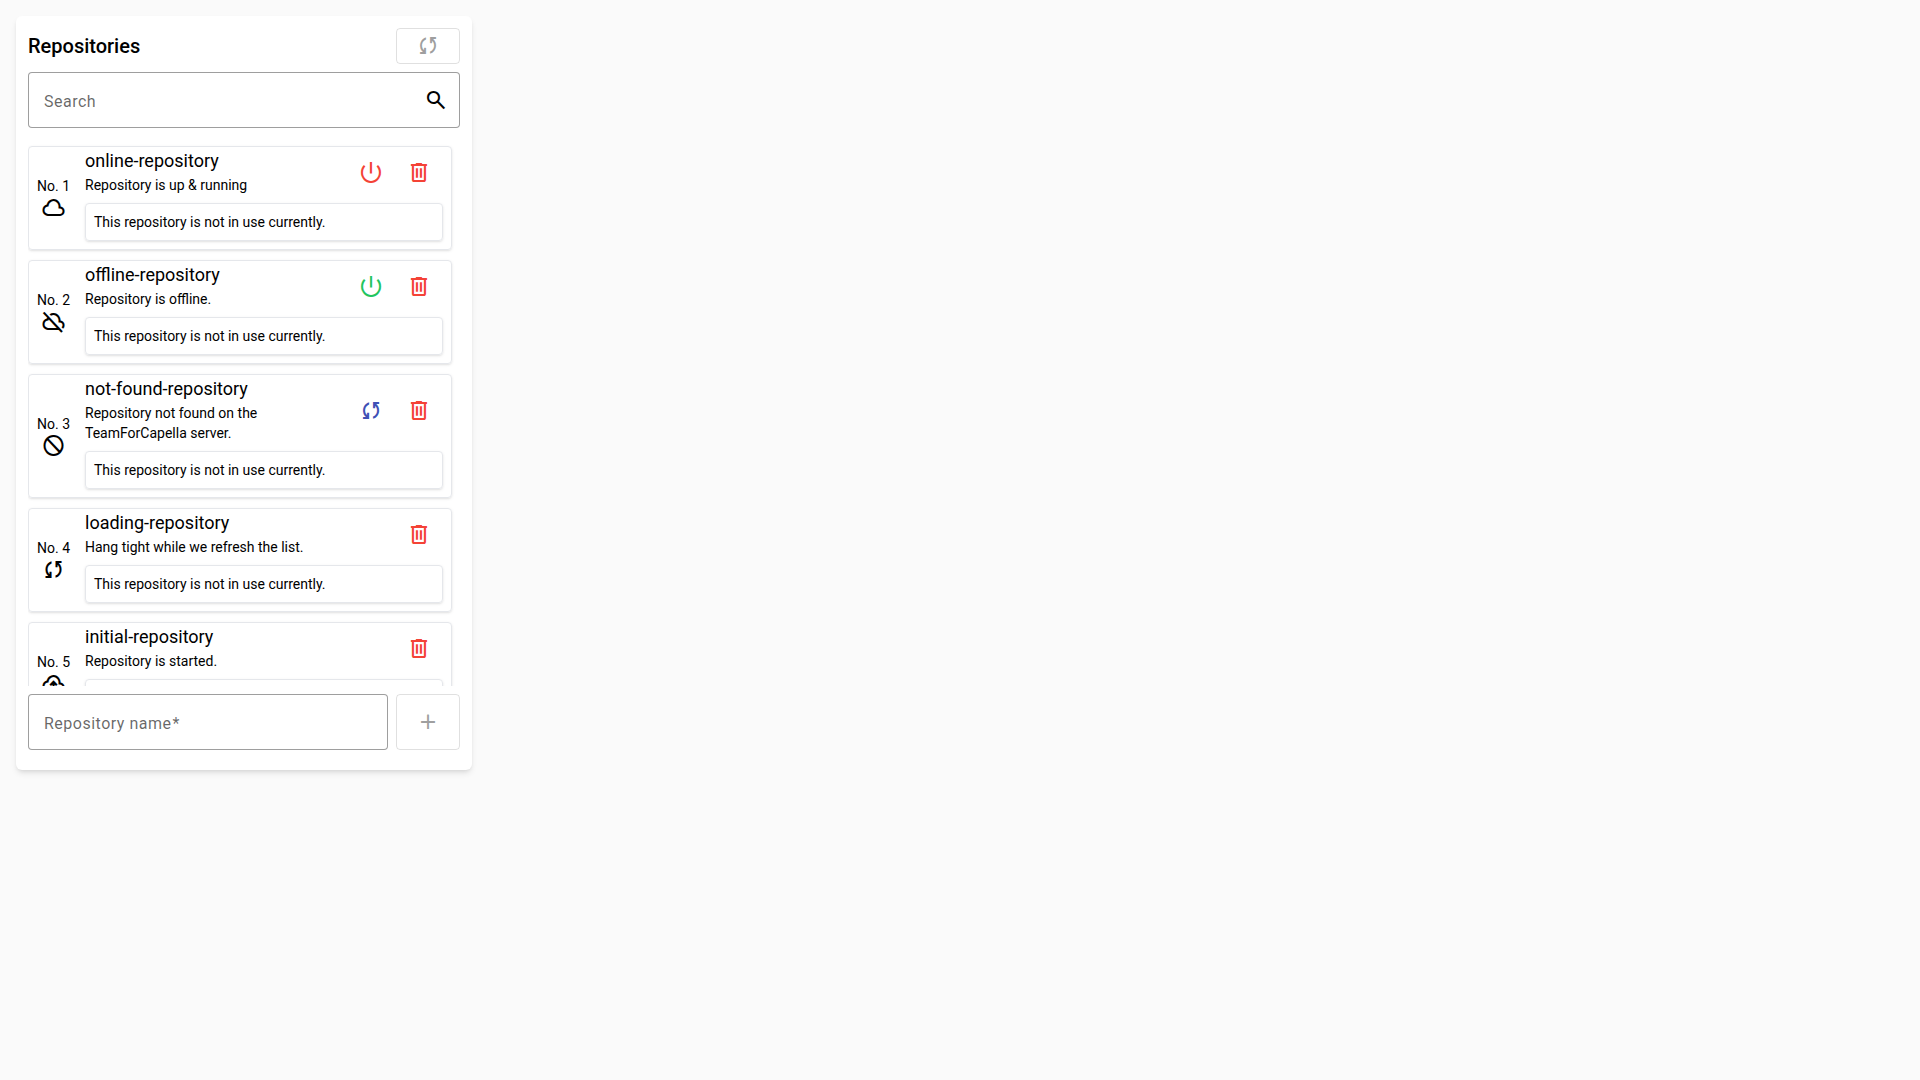 Repositories
Search
online-repository
No. 1
Repository is up & running
This repository is not in use currently.
offline-repository
No. 2
Repository is offline.
This repository is not in use currently.
not-found-repository
No. 3
Repository not found on the
TeamForCapella server.
This repository is not in use currently.
loading-repository
No. 4
Hang tight while we refresh the list.
This repository is not in use currently.
initial-repository
No. 5
Repository is started.
Repository name*